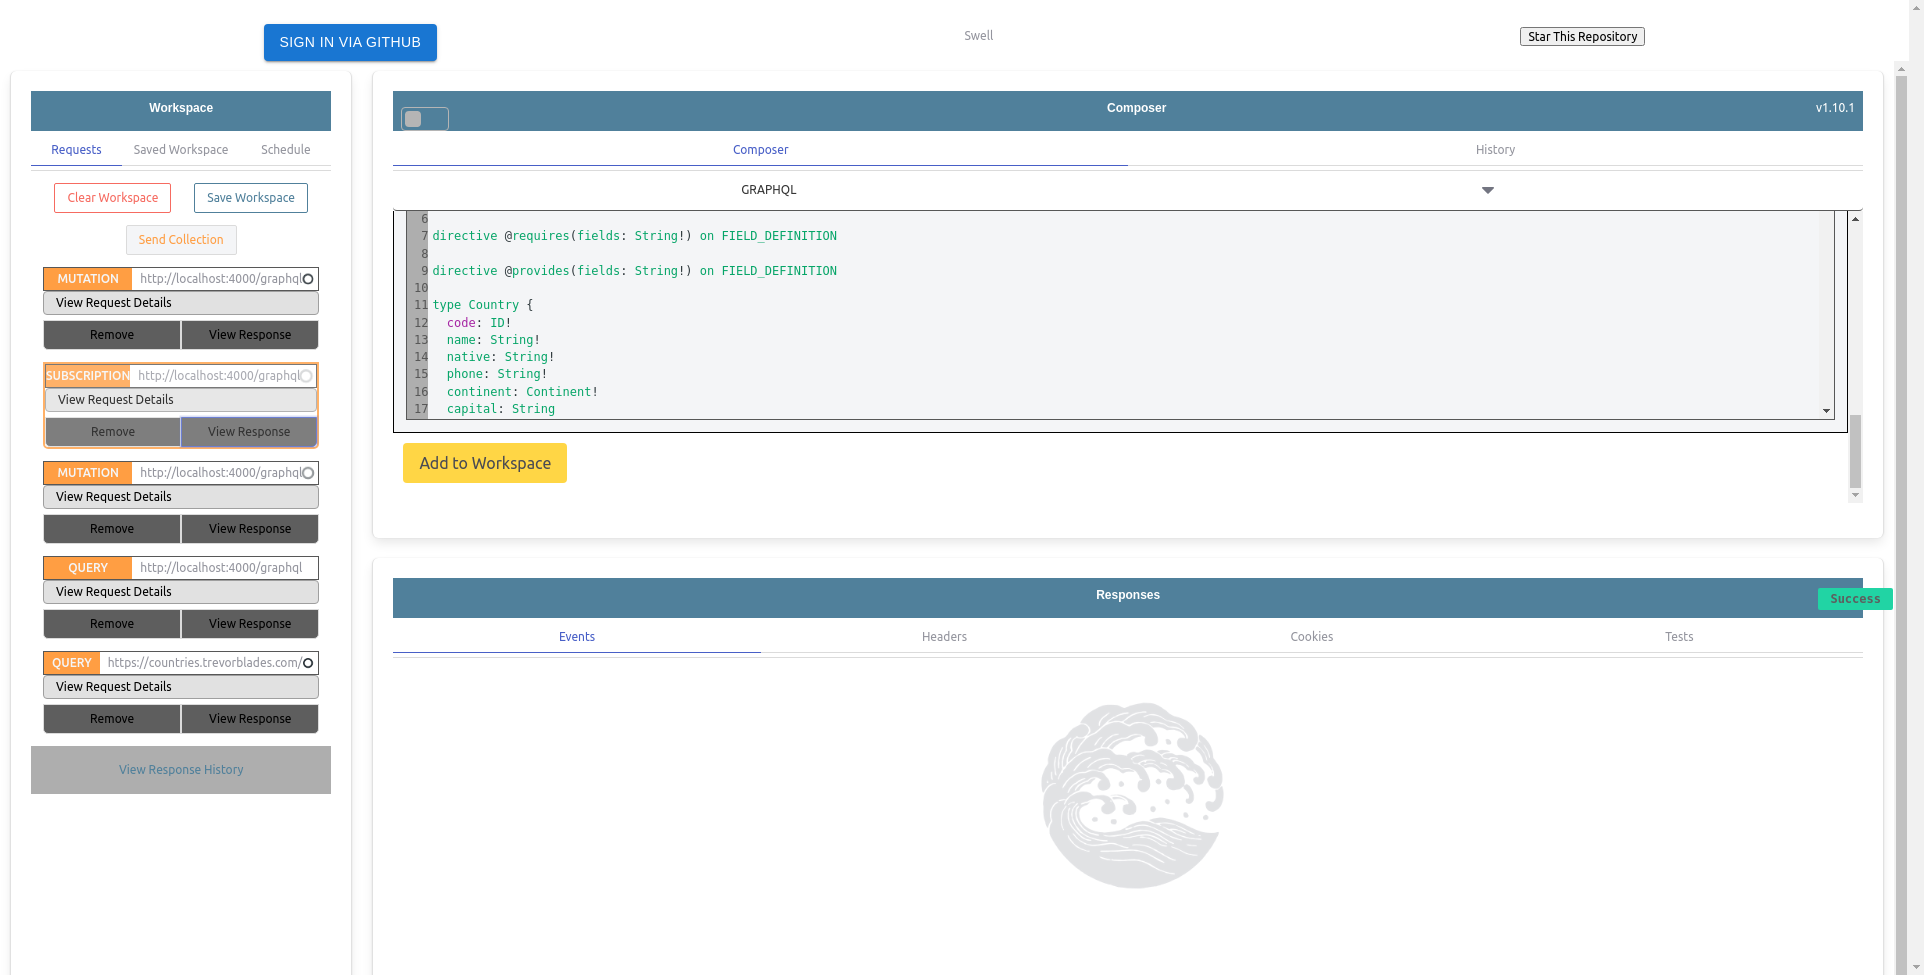 SIGN IN VIA GITHUB
Swell
Star This Repository
Workspace
Requests
Saved Workspace
Schedule
Clear Workspace
Save Workspace
Send Collection
MUTATION http://localhost:4000/graphql
View Request Details
Remove
View Response
SUBSCRIPTION http://localhost:4000/graphql
View Request Details
Remove
View Response
MUTATION http://localhost:4000/graphql
View Request Details
Remove
View Response
QUERY http://localhost:4000/graphql
View Request Details
Remove
View Response
QUERY https://countries.trevorblades.com/
View Request Details
Remove
View Response
View Response History
Composer
v1.10.1
Composer
History
GRAPHQL
6
7 directive @requires(fields: String!) on FIELD_DEFINITION
8
9 directive @provides(fields: String!) on FIELD_DEFINITION
10
11 type Country {
12 code: ID!
13 name: String!
14 native: String!
15 phone: String!
16 continent: Continent!
17 capital: String
Add to Workspace
Responses
Success
Events
Headers
Cookies
Tests